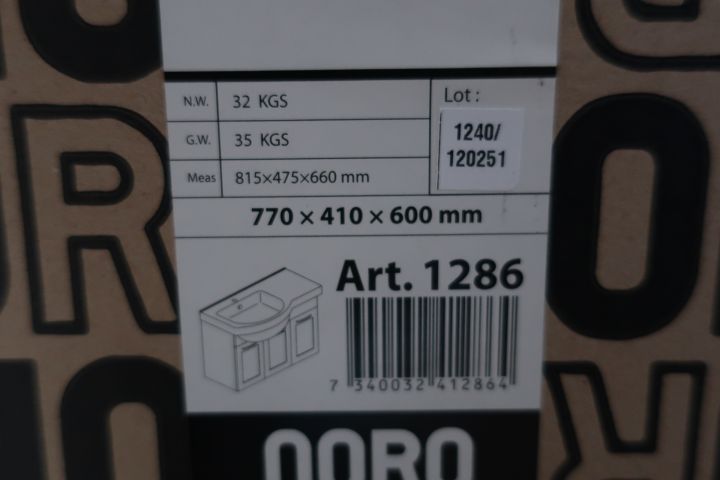 N.W. 32 KGS
G.W. 35 KGS
Meas 815×475×660 mm
Lot :
1240/
120251
770 × 410 × 600 mm
Art. 1286
7 340032 412864